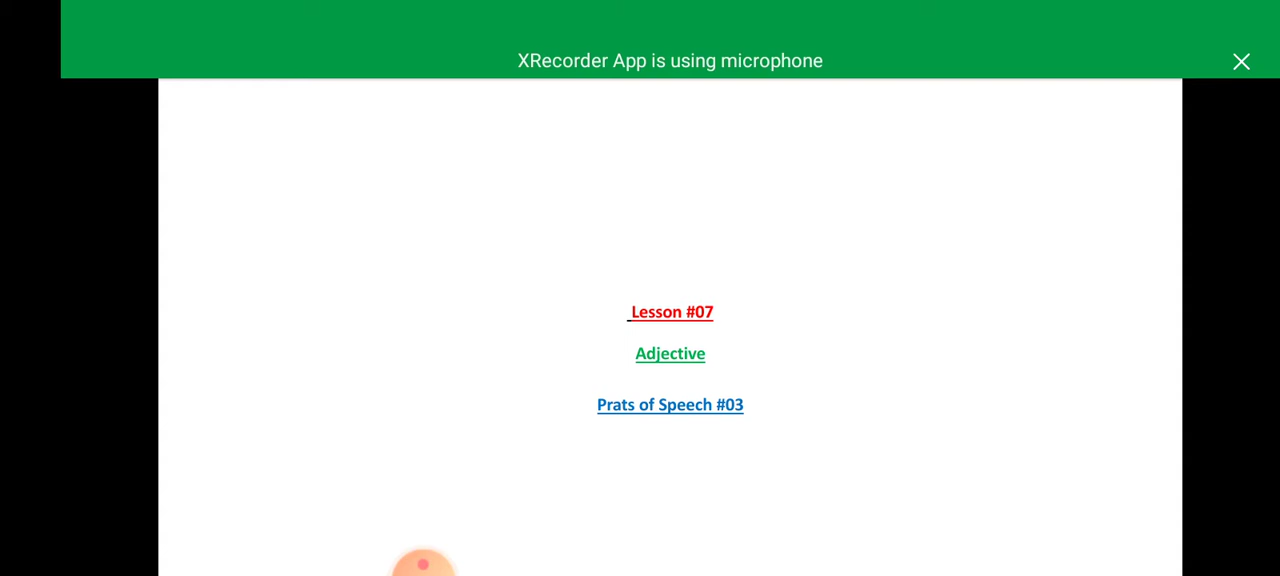 XRecorder App is using microphone
Lesson #07
Adjective
Prats of Speech #03